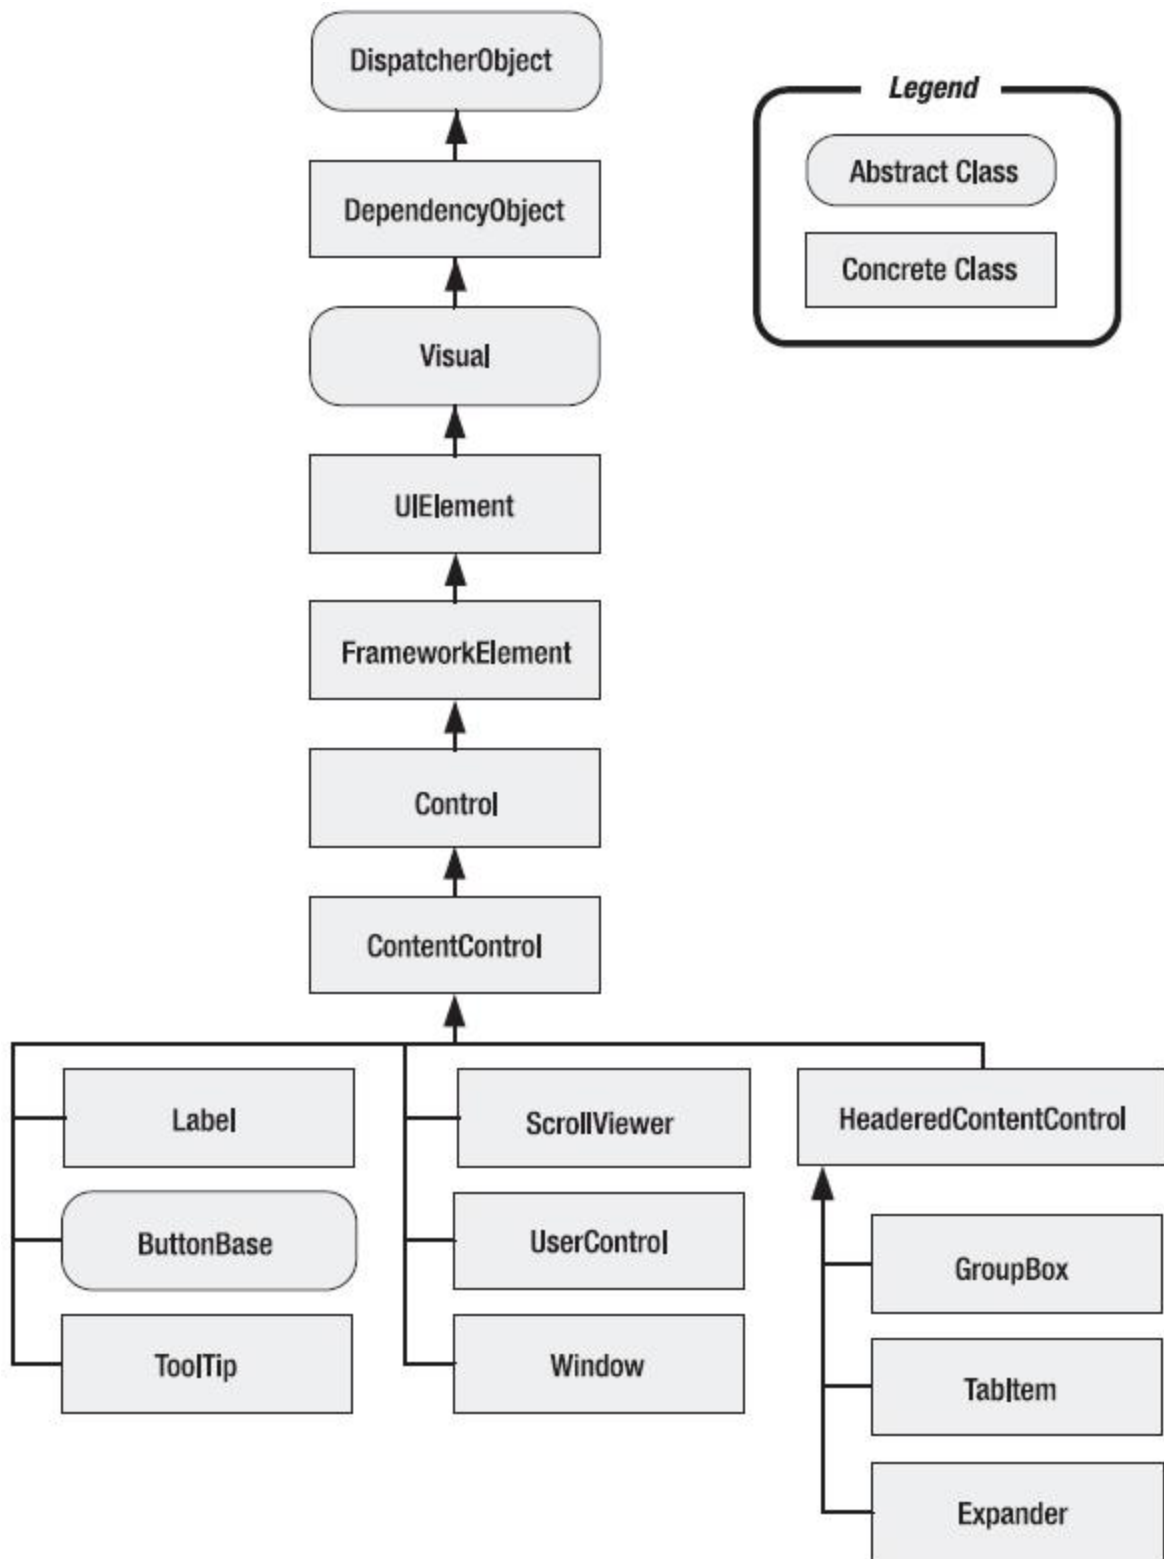 DispatcherObject
Legend
Abstract Class
DependencyObject
Concrete Class
Visual
UIElement
FrameworkElement
Control
ContentControl
Label
ScrollViewer
HeaderedContentControl
ButtonBase
UserControl
GroupBox
ToolTip
Window
TabItem
Expander